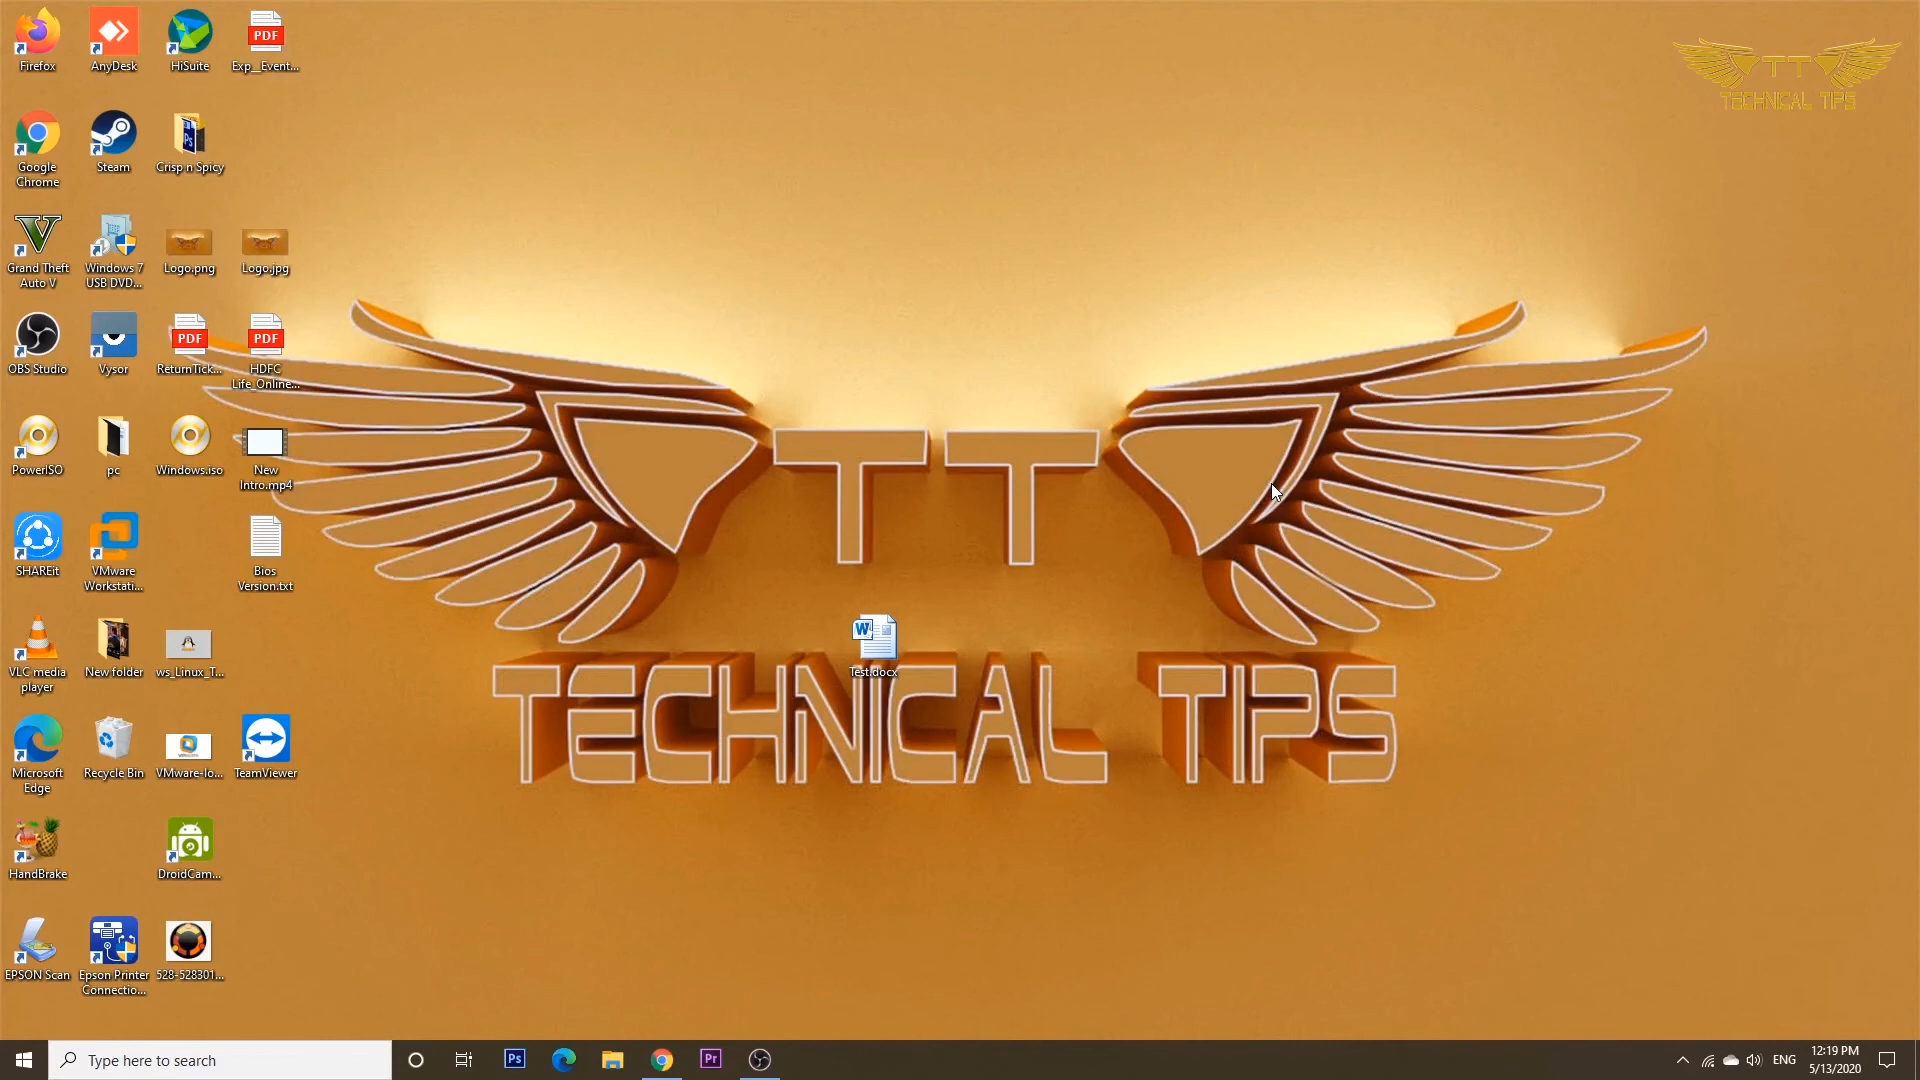 Firefox
AnyDesk
HiSuite
Exp_Event...
PDF
TT
TECHNICAL TIPS
Google
Chrome
Steam
Crisp n Spicy
Ps
Grand Theft
Auto V
Windows 7
USB DVD...
Logo.png
Logo.jpg
OBS Studio
Vysor
PDF
ReturnTick...
PDF
HDFC
Life_Online...
PowerISO
pc
Windows.iso
New
Intro.mp4
TT
SHAREit
VMware
Workstati...
Bios
Version.txt
VLC media
player
New folder
ws_Linux_T...
W
Test.docx
TECHNICAL TIPS
Microsoft
Edge
Recycle Bin
VMware-lo...
TeamViewer
HandBrake
DroidCam...
EPSON Scan
Epson Printer
Connectio...
528-528301...
Type here to search
Ps
Pr
ENG
12:19 PM
5/13/2020